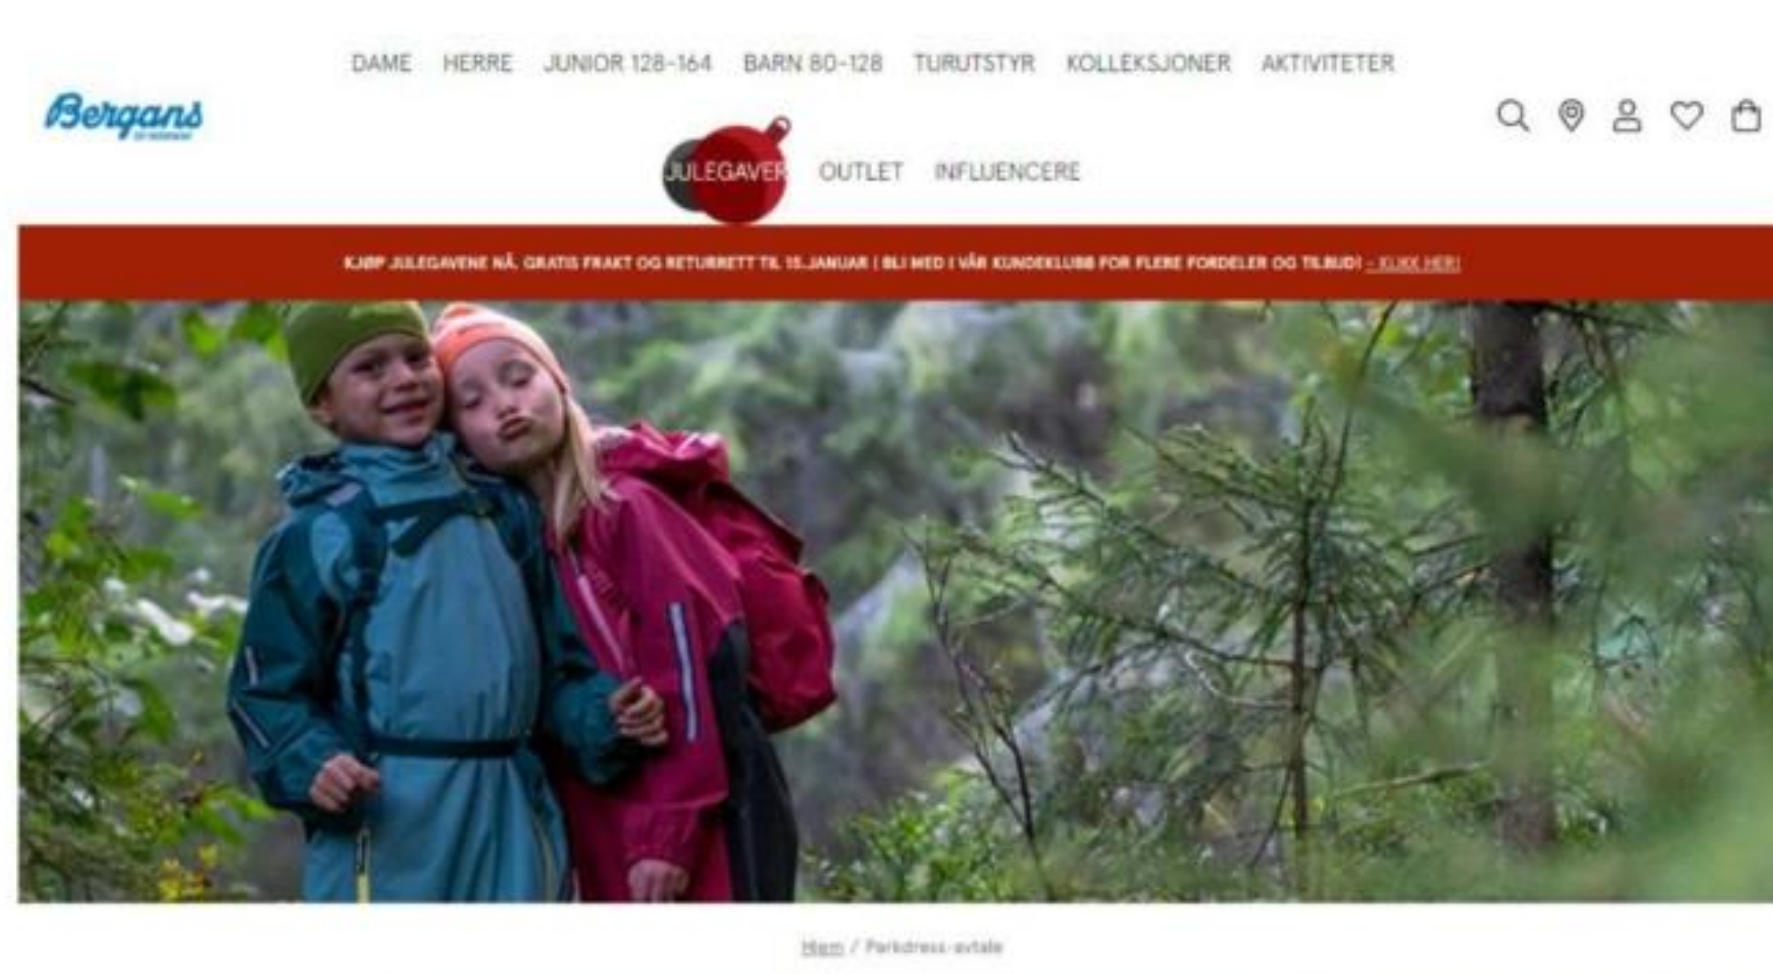 DAME HERRE JUNIOR 128-164 BARN 80-128 TURUTSTYR KOLLEKSJONER AKTIVITETER
Bergans
JULEGAVER OUTLET INFLUENCERE
KJØP JULEGAVENE NÅ. GRATIS FRAKT OG RETURRETT TIL 15.JANUAR | BLI MED I VÅR KUNDEKLUBB FOR FLERE FORDELER OG TILBUD! - KLIKK HER!
Hjem / Parkdress-avtale